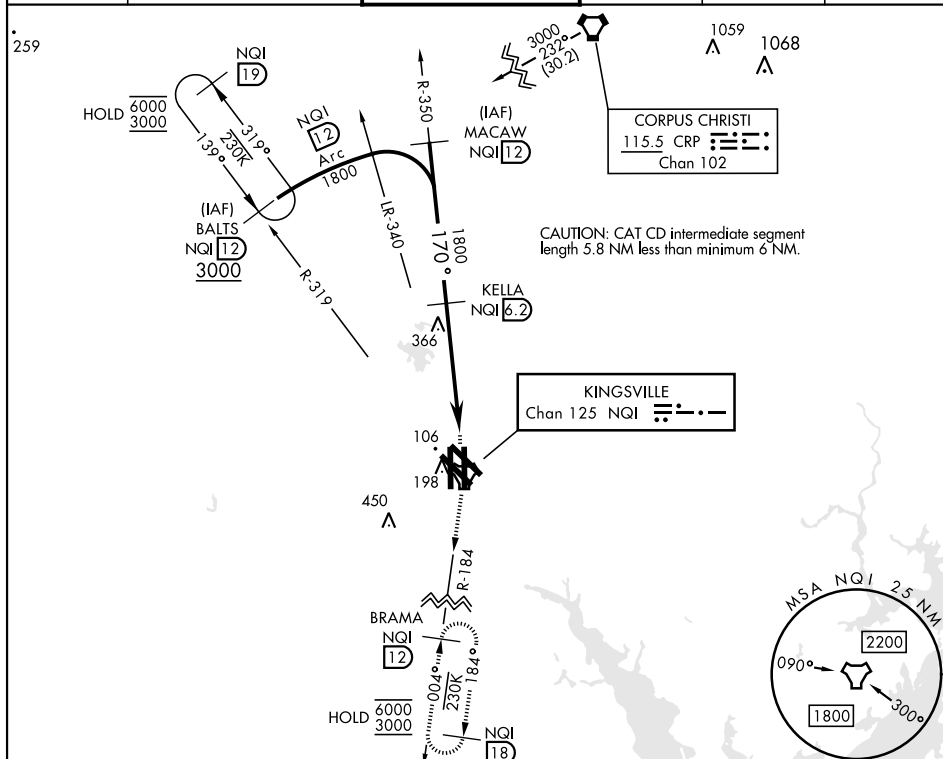 259
NQI
19
HOLD 6000
3000
319°
230K
139°
NQI
12
Arc
1800
R-350
(IAF)
MACAW
NQI 12
3000
232°
(30.2)
1059
1068
CORPUS CHRISTI
115.5 CRP
Chan 102
(IAF)
BALTS
NQI 12
3000
LR-340
R-319
1800
170°
CAUTION: CAT CD intermediate segment
length 5.8 NM less than minimum 6 NM.
KELLA
NQI 6.2
366
KINGSVILLE
Chan 125 NQI
106
198
450
R-184
BRAMA
NQI
12
004°
230K
184°
HOLD 6000
3000
NQI
18
MSA NQI 25 NM
2200
090°
1800
300°